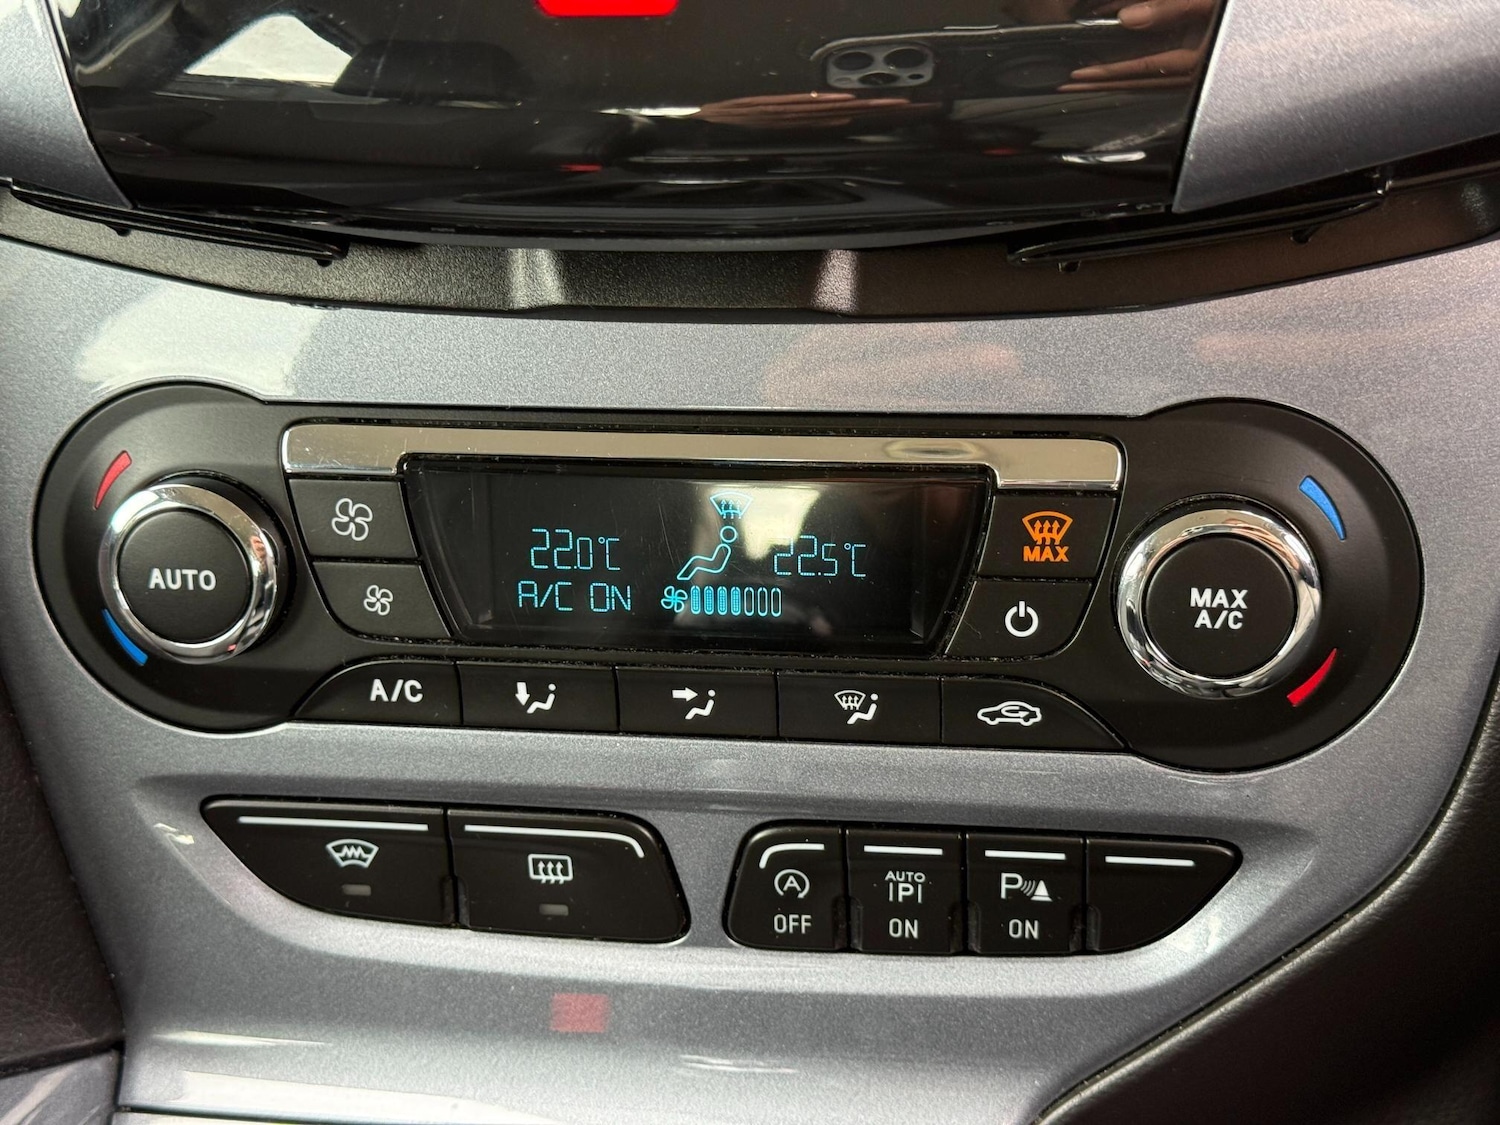 22.0°C
22.5°C
A/C ON
AUTO
MAX
MAX
A/C
A/C
OFF
AUTO
P
ON
P
ON